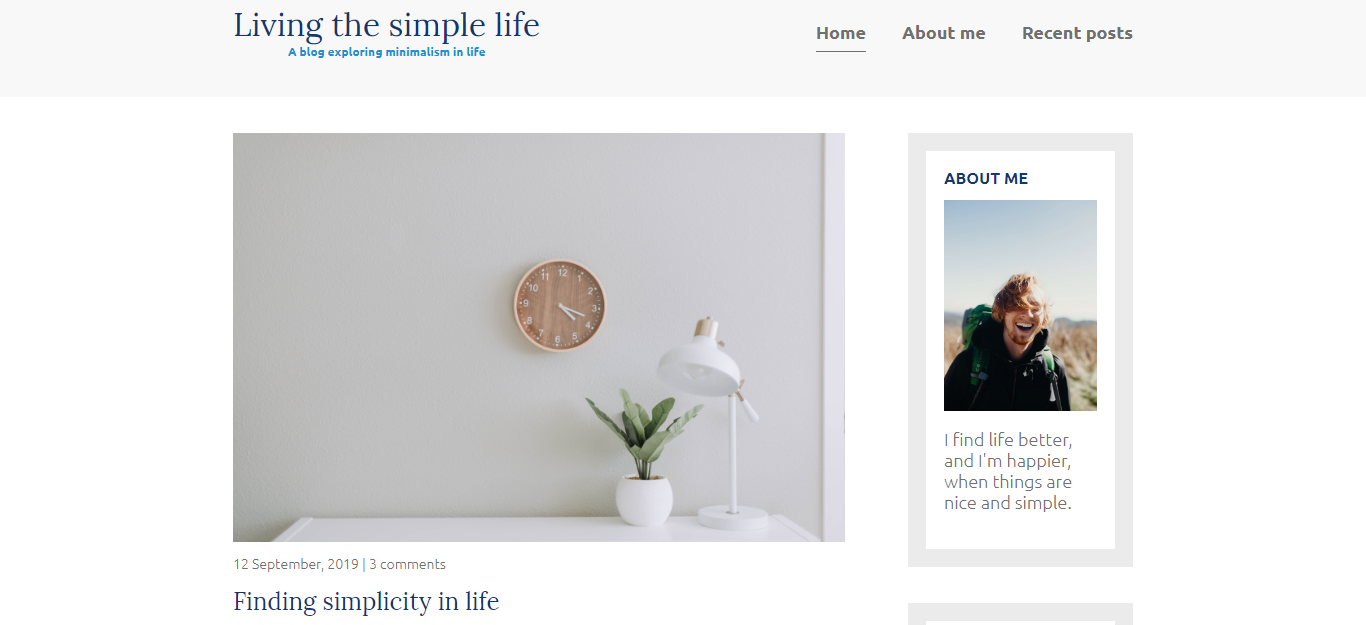 Living the simple life
A blog exploring minimalism in life
Home About me Recent posts
11 12 1
10 2
9 3
8 4
7 6 5
12 September, 2019 | 3 comments
Finding simplicity in life
ABOUT ME
I find life better,
and I'm happier,
when things are
nice and simple.